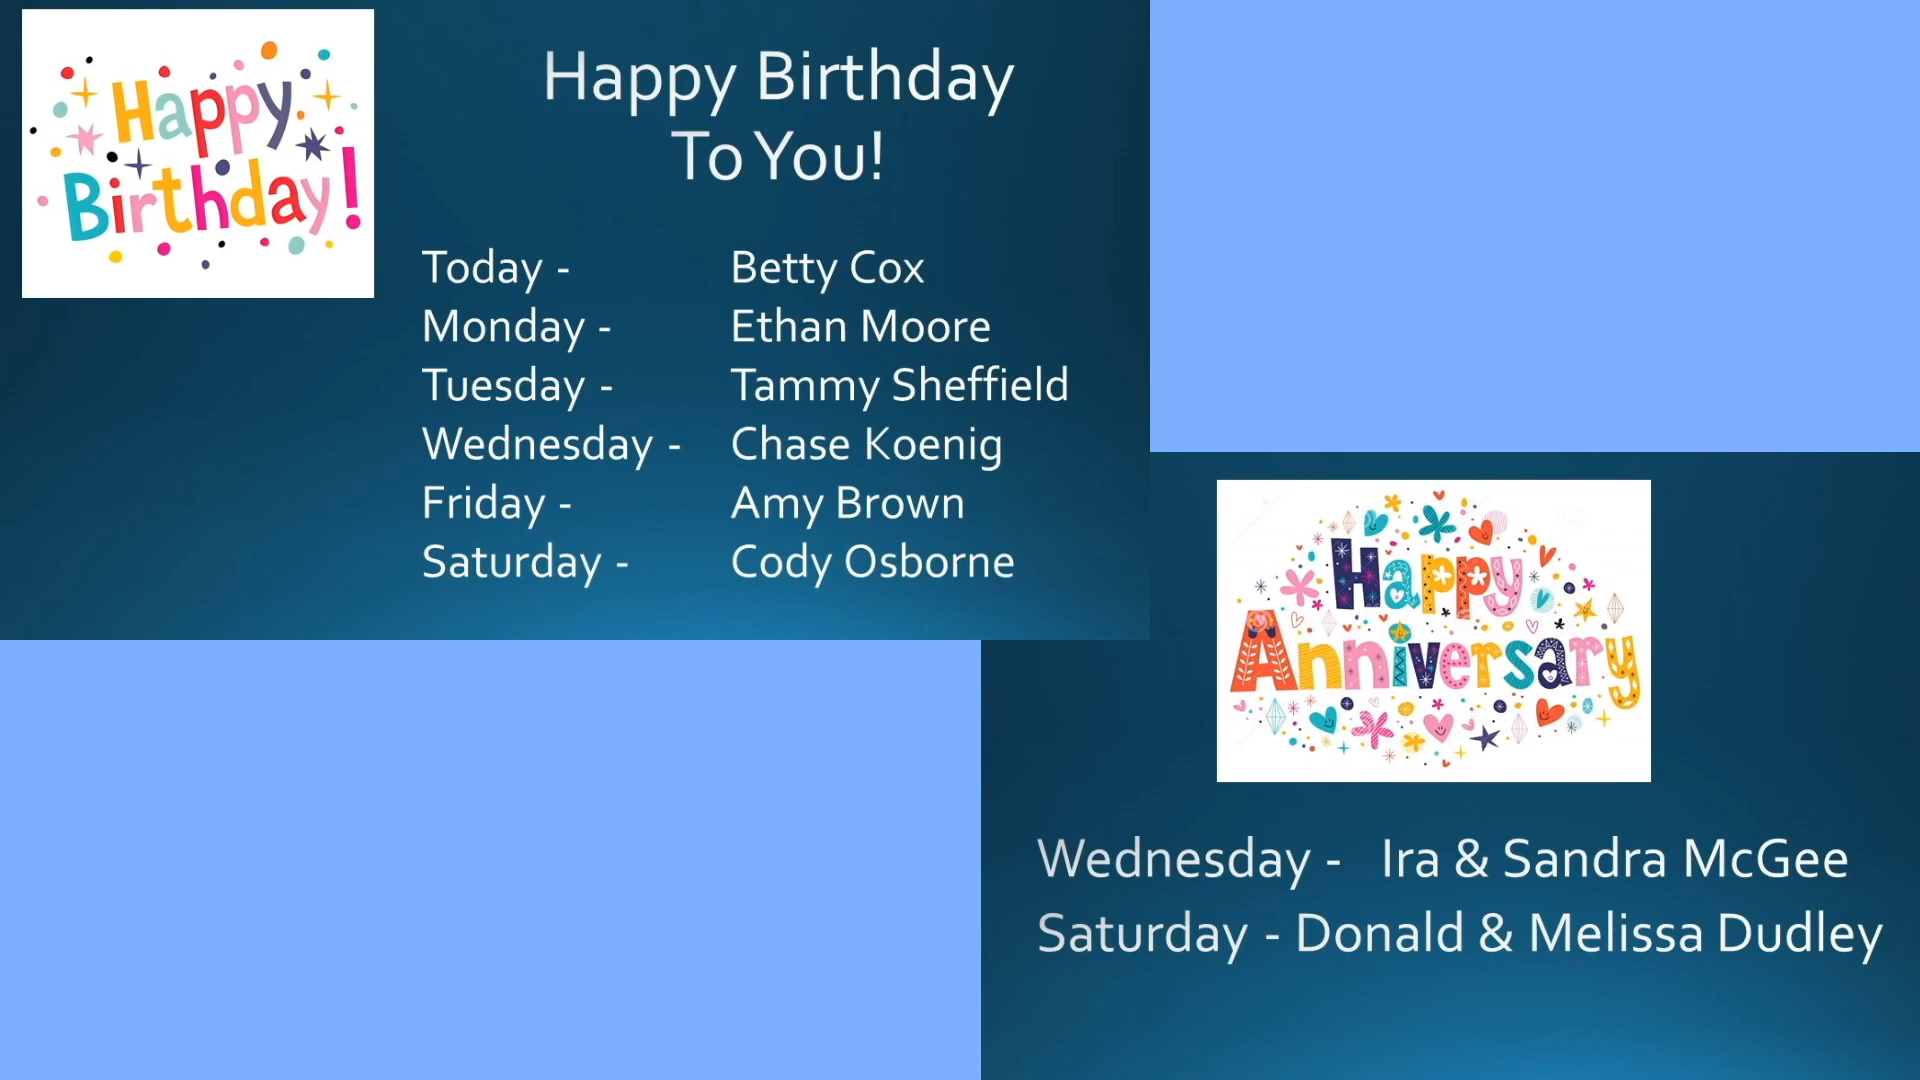 Happy
Birthday!
Happy Birthday
To You!
Today - Betty Cox
Monday - Ethan Moore
Tuesday - Tammy Sheffield
Wednesday - Chase Koenig
Friday - Amy Brown
Saturday - Cody Osborne
Happy
Anniversary
Wednesday - Ira & Sandra McGee
Saturday - Donald & Melissa Dudley